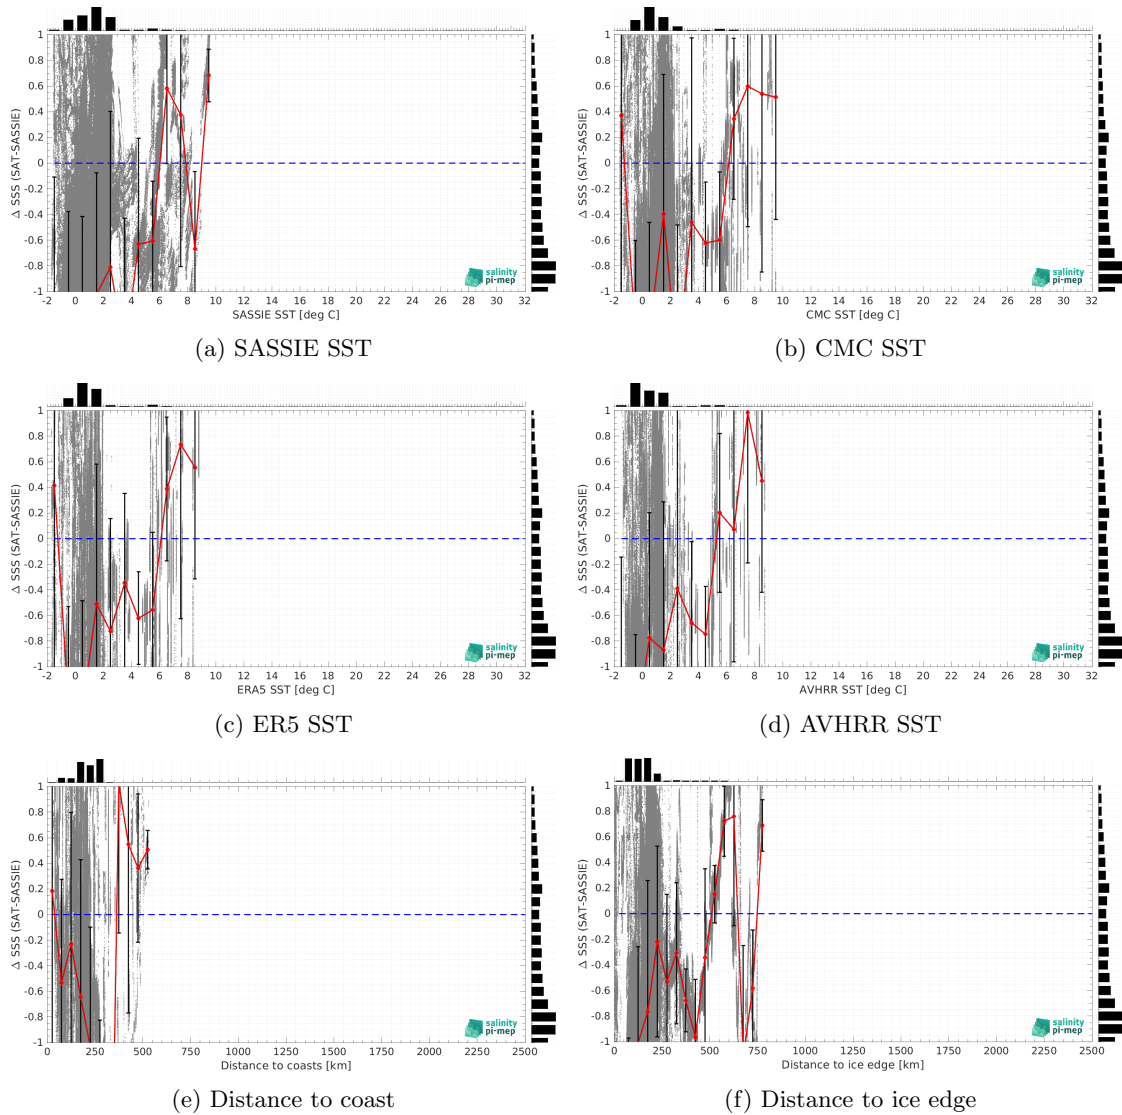 1
0.8
0.6
0.4
0.2
0
-0.2
-0.4
-0.6
-0.8
-1
Δ SSS (SAT-SASSIE)
salinity
pi-mep
-2 0 2 4 6 8 10 12 14 16 18 20 22 24 26 28 30 32
SASSIE SST [deg C]
(a) SASSIE SST
1
0.8
0.6
0.4
0.2
0
-0.2
-0.4
-0.6
-0.8
-1
Δ SSS (SAT-SASSIE)
salinity
pi-mep
-2 0 2 4 6 8 10 12 14 16 18 20 22 24 26 28 30 32
CMC SST [deg C]
(b) CMC SST
1
0.8
0.6
0.4
0.2
0
-0.2
-0.4
-0.6
-0.8
-1
Δ SSS (SAT-SASSIE)
salinity
pi-mep
-2 0 2 4 6 8 10 12 14 16 18 20 22 24 26 28 30 32
ERA5 SST [deg C]
(c) ER5 SST
1
0.8
0.6
0.4
0.2
0
-0.2
-0.4
-0.6
-0.8
-1
Δ SSS (SAT-SASSIE)
salinity
pi-mep
-2 0 2 4 6 8 10 12 14 16 18 20 22 24 26 28 30 32
AVHRR SST [deg C]
(d) AVHRR SST
1
0.8
0.6
0.4
0.2
0
-0.2
-0.4
-0.6
-0.8
-1
Δ SSS (SAT-SASSIE)
salinity
pi-mep
0 250 500 750 1000 1250 1500 1750 2000 2250 2500
Distance to coasts [km]
(e) Distance to coast
1
0.8
0.6
0.4
0.2
0
-0.2
-0.4
-0.6
-0.8
-1
Δ SSS (SAT-SASSIE)
salinity
pi-mep
0 250 500 750 1000 1250 1500 1750 2000 2250 2500
Distance to ice edge [km]
(f) Distance to ice edge